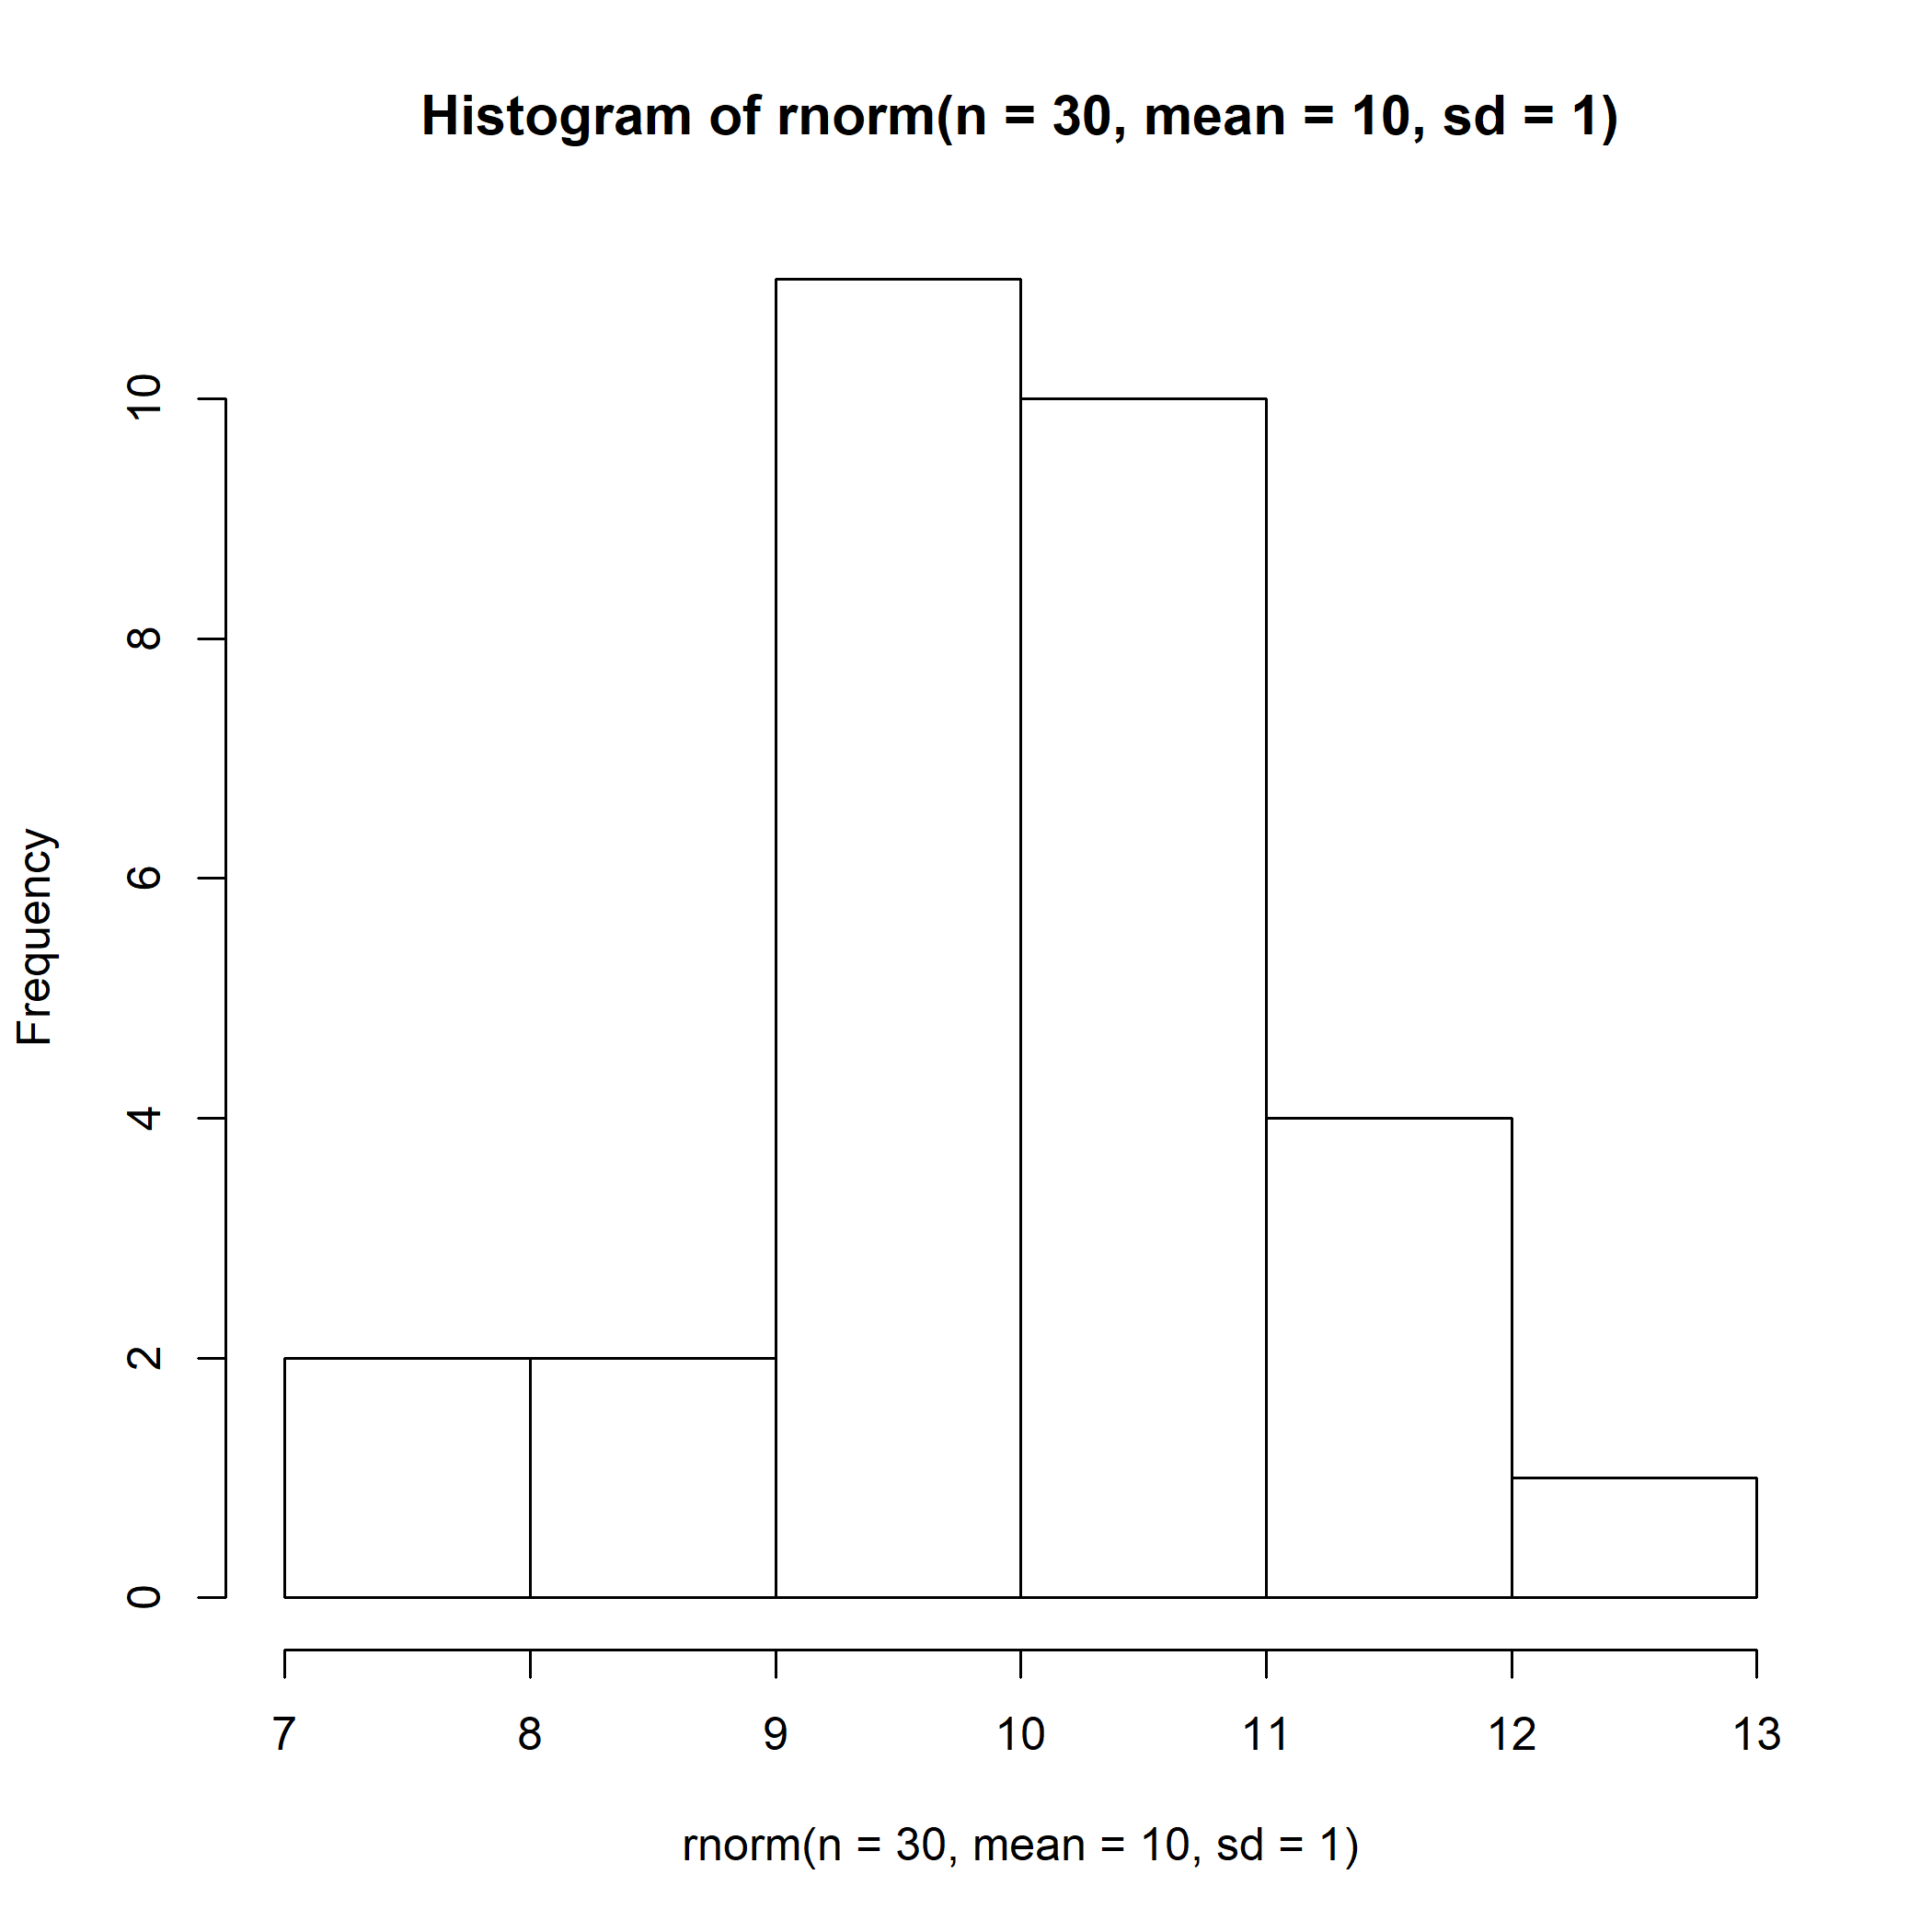 Histogram of rnorm(n = 30, mean = 10, sd = 1)
Frequency
10
8
6
4
2
0
7 8 9 10 11 12 13
rnorm(n = 30, mean = 10, sd = 1)